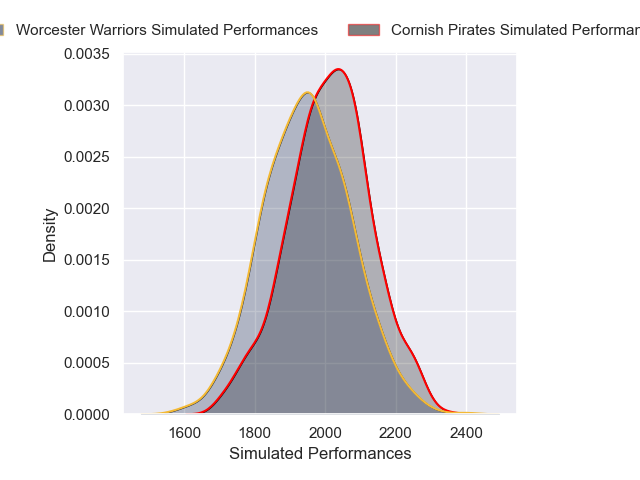 Worcester Warriors Simulated Performances
Cornish Pirates Simulated
0.0035
0.0030
0.0025
0.0020
0.0015
0.0010
0.0005
0.0000
Density
1600 1800 2000 2200 2400
Simulated Performances